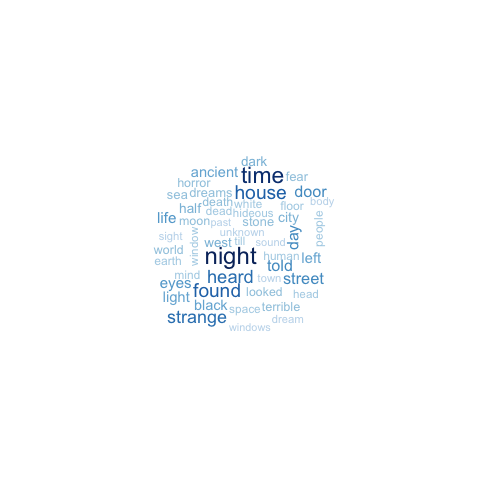 dark
ancient time fear
horror
sea dreams house door
death white floor body
half dead hideous
life moon past stone city
unknown
people
day
sight
window west till sound
world
earth night human left
mind heard town told
eyes street
light found looked head
black space terrible
strange dream
windows